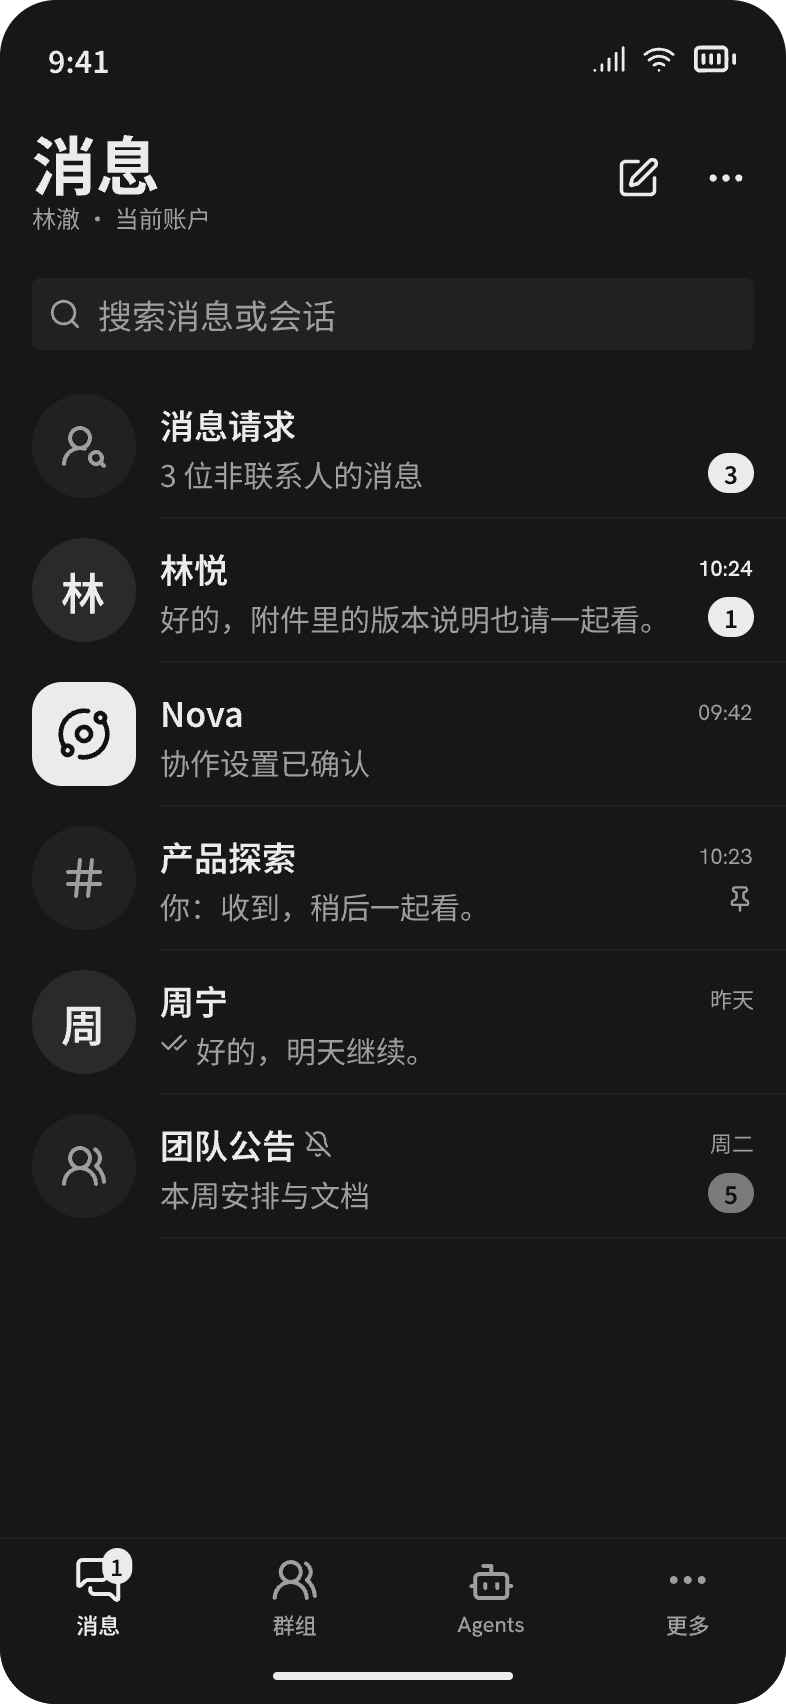 9:41
消息
林澈 · 当前账户
搜索消息或会话
消息请求
3 位非联系人的消息
3
林
林悦
10:24
好的，附件里的版本说明也请一起看。
1
Nova
09:42
协作设置已确认
产品探索
10:23
你：收到，稍后一起看。
周
周宁
昨天
好的，明天继续。
团队公告
周二
本周安排与文档
5
1
消息
群组
Agents
更多